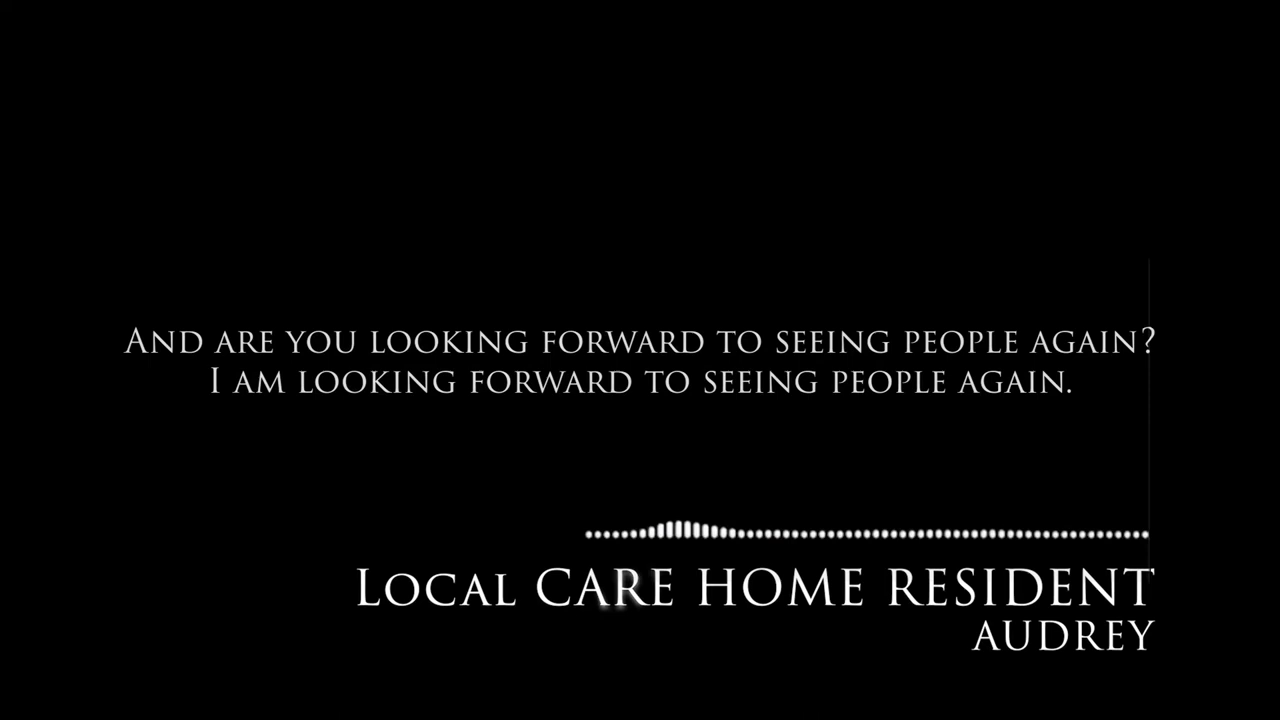 And are you looking forward to seeing people again?
I am looking forward to seeing people again.
Local CARE HOME RESIDENT
AUDREY